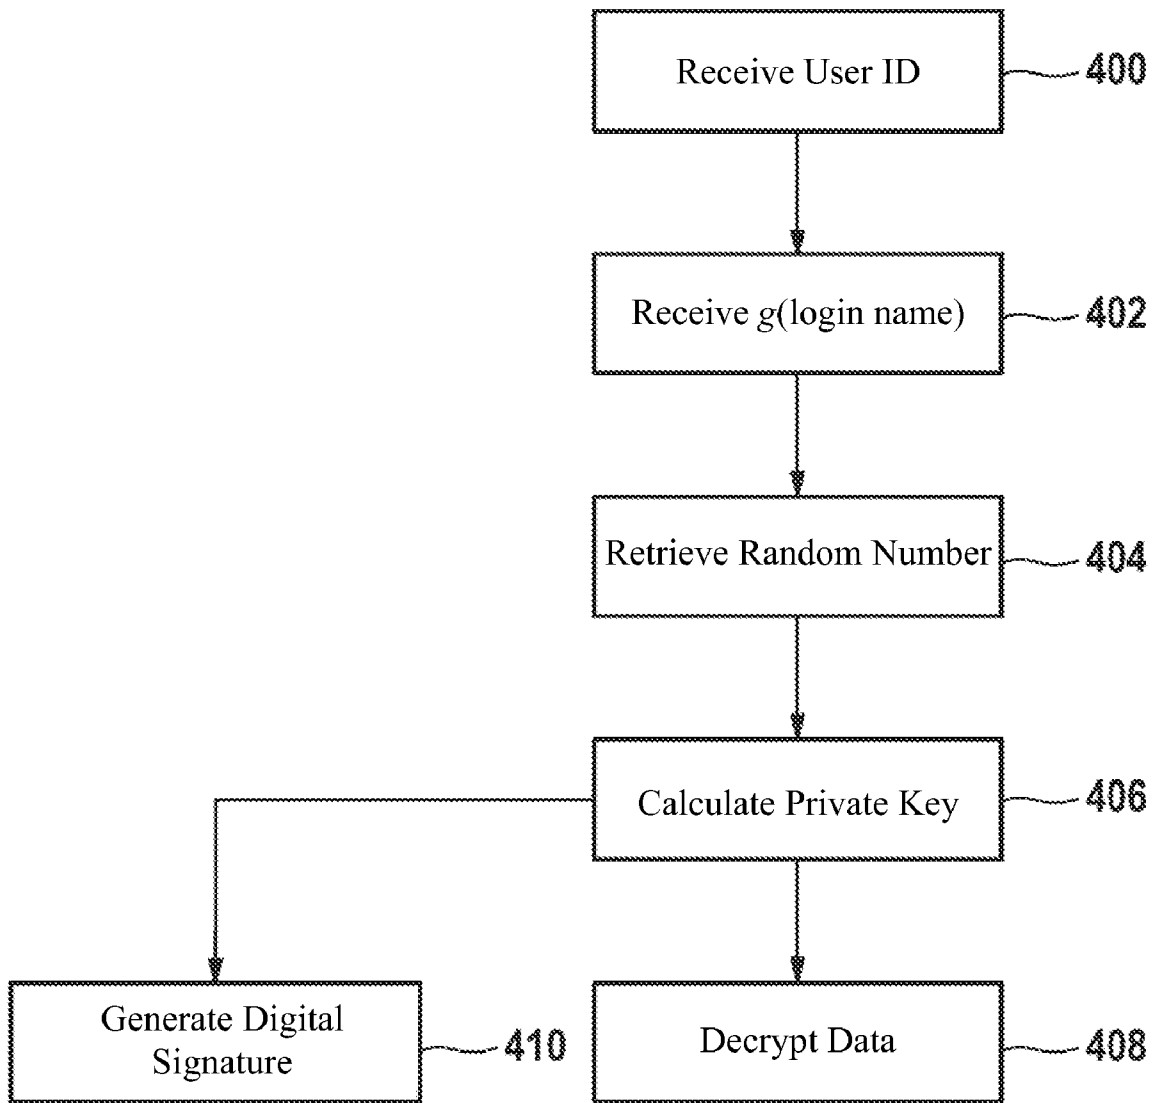 Receive User ID
400
Receive g(login name)
402
Retrieve Random Number
404
Calculate Private Key
406
Generate Digital
Signature
410
Decrypt Data
408